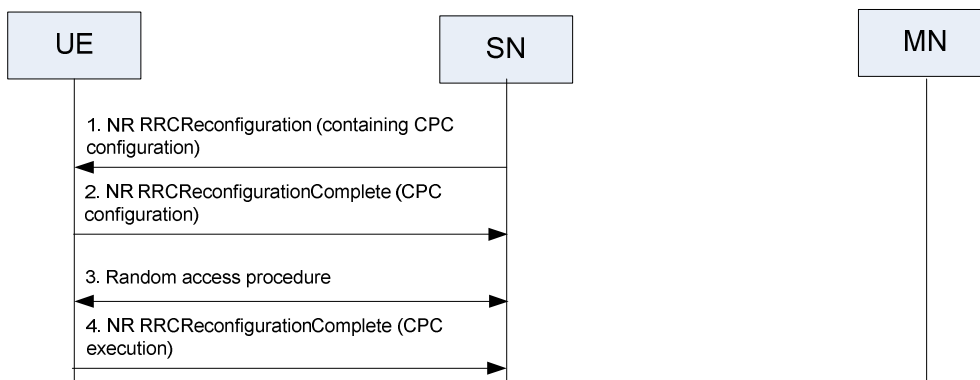 UE
SN
MN
1. NR RRCReconfiguration (containing CPC
configuration)
2. NR RRCReconfigurationComplete (CPC
configuration)
3. Random access procedure
4. NR RRCReconfigurationComplete (CPC
execution)